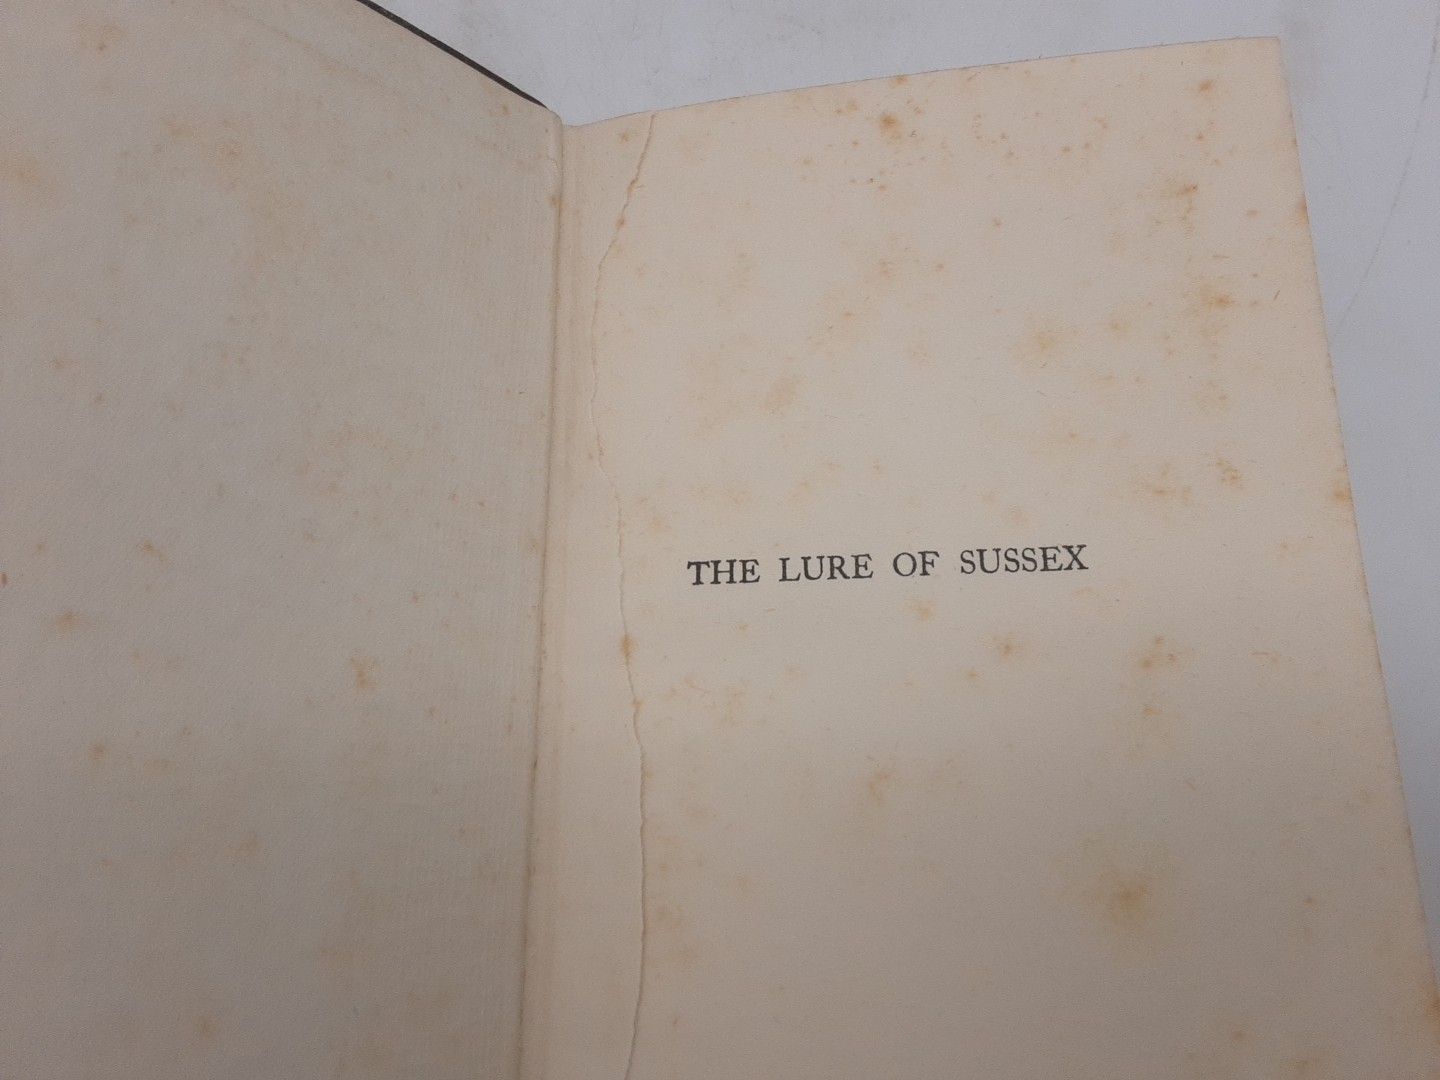 THE LURE OF SUSSEX